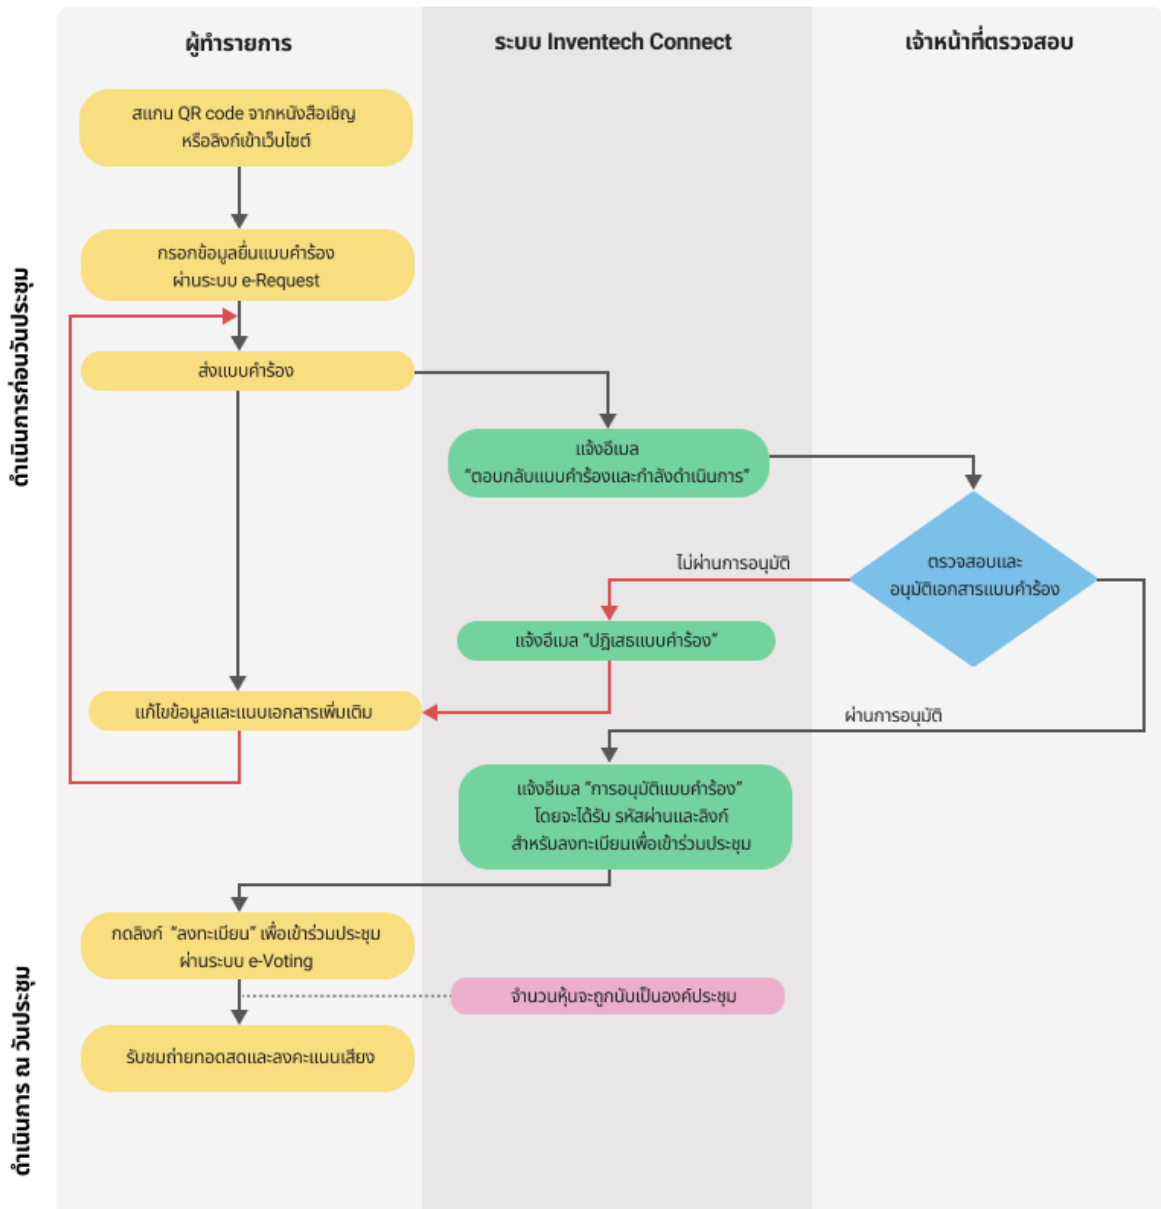 ผู้ทำรายการ
ระบบ Inventech Connect
เจ้าหน้าที่ตรวจสอบ
ดำเนินการก่อนวันประชุม
สแกน QR code จากหนังสือเชิญ
หรือลิงก์เข้าเว็บไซต์
กรอกข้อมูลยื่นแบบคำร้อง
ผ่านระบบ e-Request
ส่งแบบคำร้อง
แจ้งอีเมล
“ตอบกลับแบบคำร้องและกำลังดำเนินการ”
ตรวจสอบและ
อนุมัติเอกสารแบบคำร้อง
ไม่ผ่านการอนุมัติ
แจ้งอีเมล “ปฏิเสธแบบคำร้อง”
แก้ไขข้อมูลและแนบเอกสารเพิ่มเติม
ผ่านการอนุมัติ
แจ้งอีเมล “การอนุมัติแบบคำร้อง”
โดยจะได้รับ รหัสผ่านและลิงก์
สำหรับลงทะเบียนเพื่อเข้าร่วมประชุม
ดำเนินการ ณ วันประชุม
กดลิงก์ “ลงทะเบียน” เพื่อเข้าร่วมประชุม
ผ่านระบบ e-Voting
จำนวนหุ้นจะถูกนับเป็นองค์ประชุม
รับชมถ่ายทอดสดและลงคะแนนเสียง